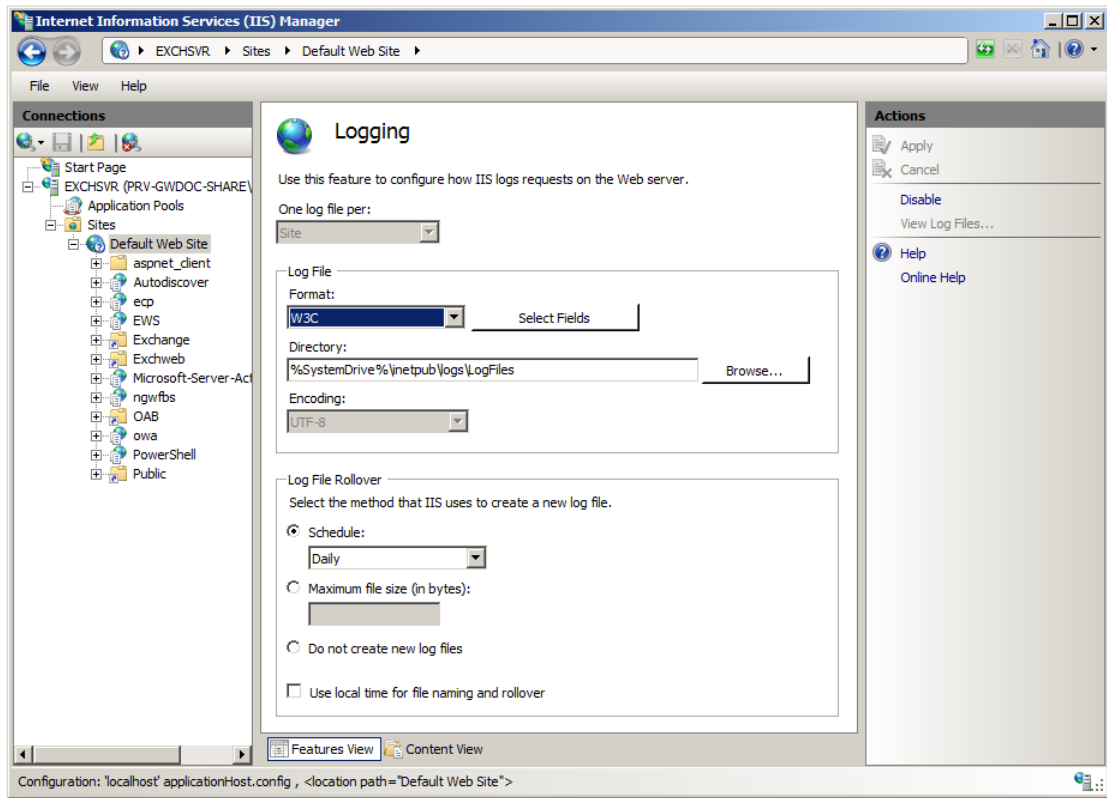 Internet Information Services (IIS) Manager
EXCHSVR Sites Default Web Site
File View Help
Connections
Start Page
EXCHSVR (PRV-GWDOC-SHARE\
Application Pools
Sites
Default Web Site
aspnet_client
Autodiscover
ecp
EWS
Exchange
Exchweb
Microsoft-Server-Act
ngwfbs
OAB
owa
PowerShell
Public
Logging
Use this feature to configure how IIS logs requests on the Web server.
One log file per:
Site
Log File
Format:
W3C Select Fields
Directory:
%SystemDrive%\inetpub\logs\LogFiles Browse...
Encoding:
UTF-8
Log File Rollover
Select the method that IIS uses to create a new log file.
Schedule:
Daily
Maximum file size (in bytes):
Do not create new log files
Use local time for file naming and rollover
Features View Content View
Actions
Apply
Cancel
Disable
View Log Files...
Help
Online Help
Configuration: 'localhost' applicationHost.config , <location path="Default Web Site">